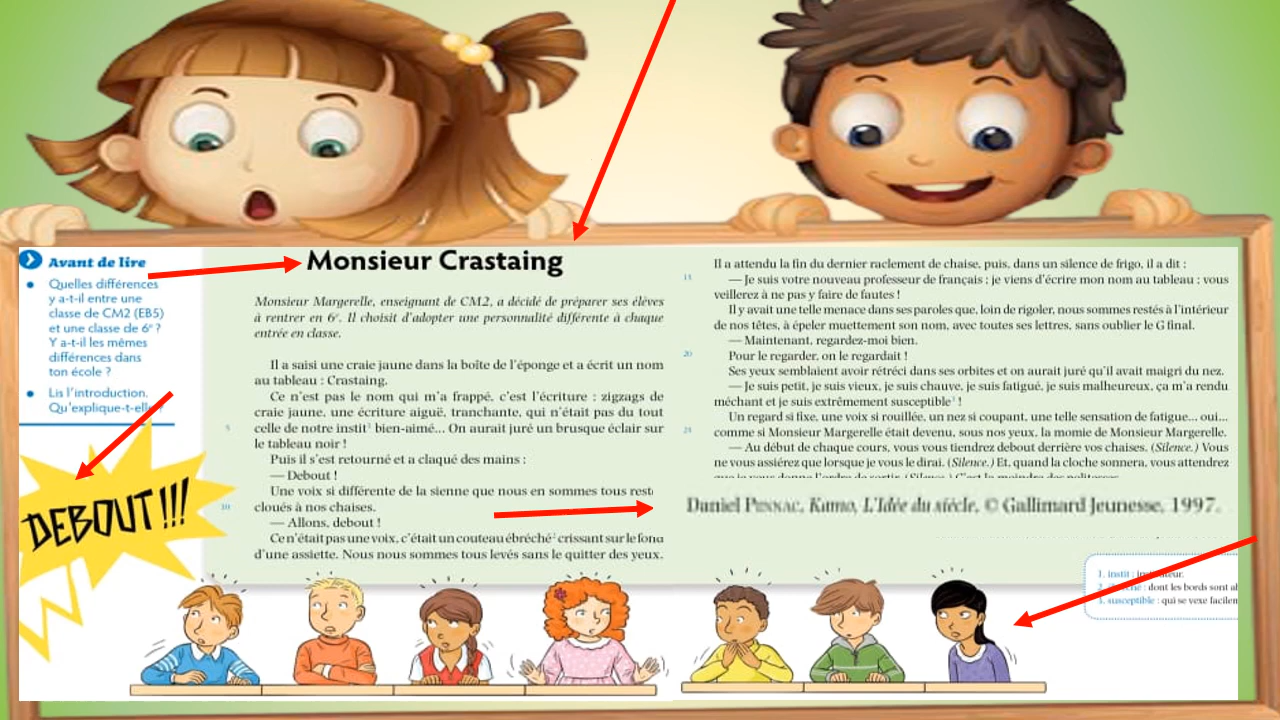 Avant de lire
Quelles différences
y a-t-il entre une
classe de CM2 (EB5)
et une classe de 6e ?
Y a-t-il les mêmes
différences dans
ton école ?
Lis l'introduction.
Qu'explique-t-elle ?
DEBOUT!!!
Monsieur Crastaing
Monsieur Margerelle, enseignant de CM2, a décidé de préparer ses élèves
à rentrer en 6e. Il choisit d'adopter une personnalité différente à chaque
entrée en classe.
Il a saisi une craie jaune dans la boîte de l'éponge et a écrit un nom
au tableau : Crastaing.
Ce n'est pas le nom qui m'a frappé, c'est l'écriture : zigzags de
craie jaune, une écriture aiguë, tranchante, qui n'était pas du tout
5 celle de notre instit1 bien-aimé... On aurait juré un brusque éclair sur
le tableau noir !
Puis il s'est retourné et a claqué des mains :
— Debout !
Une voix si différente de la sienne que nous en sommes tous
10 cloués à nos chaises.
— Allons, debout !
Ce n'était pas une voix, c'était un couteau ébréché2 crissant sur le
d'une assiette. Nous nous sommes tous levés sans le quitter des yeux.
Il a attendu la fin du dernier raclement de chaise, puis, dans un silence de frigo, il a dit :
15 — Je suis votre nouveau professeur de français ; je viens d'écrire mon nom au tableau ; vous
veillerez à ne pas y faire de fautes !
Il y avait une telle menace dans ses paroles que, loin de rigoler, nous sommes restés à l'intérieur
de nos têtes, à épeler muettement son nom, avec toutes ses lettres, sans oublier le G final.
— Maintenant, regardez-moi bien.
20 Pour le regarder, on le regardait !
Ses yeux semblaient avoir rétréci dans ses orbites et on aurait juré qu'il avait maigri du nez.
— Je suis petit, je suis vieux, je suis chauve, je suis fatigué, je suis malheureux, ça m'a rendu
méchant et je suis extrêmement susceptible3 !
Un regard si fixe, une voix si rouillée, un nez si coupant, une telle sensation de fatigue... oui...
25 comme si Monsieur Margerelle était devenu, sous nos yeux, la momie de Monsieur Margerelle.
— Au début de chaque cours, vous vous tiendrez debout derrière vos chaises. (Silence.) Vous
ne vous assiérez que lorsque je vous le dirai. (Silence.) Et, quand la cloche sonnera, vous attendrez
Daniel Pennac, Kamo, L'Idée du siècle, © Gallimard Jeunesse, 1997.
1. instit :
2. dont les bords sont
3. susceptible : qui se vexe